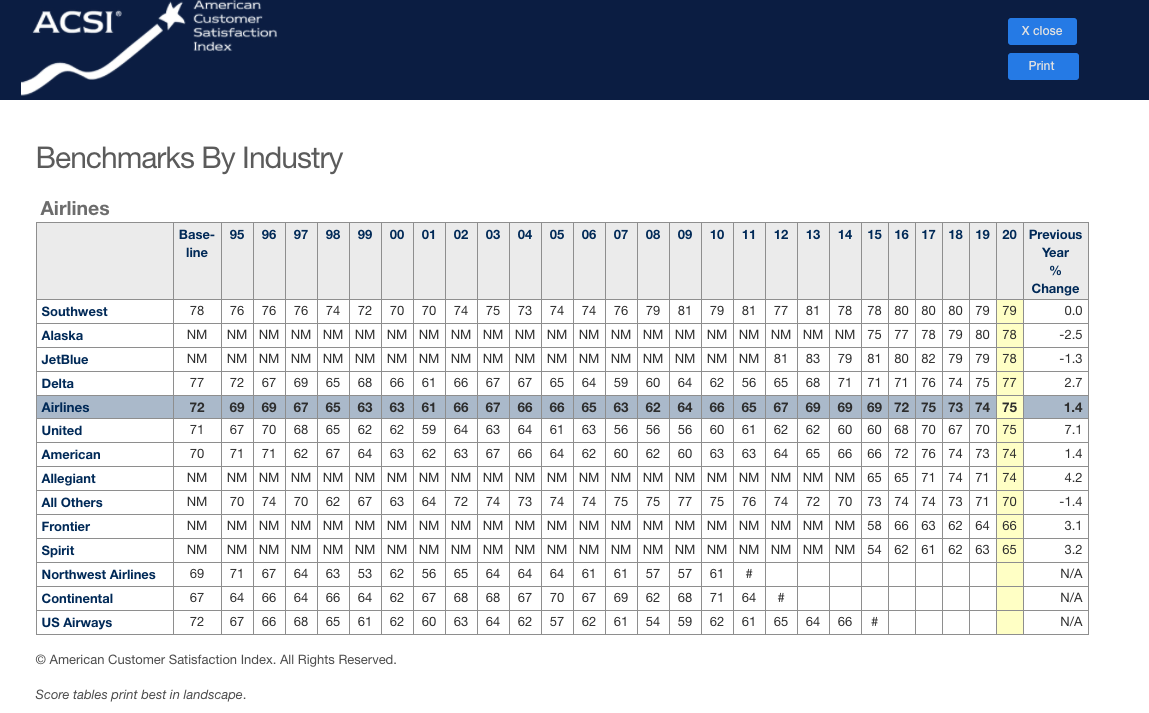 ACSI®
American
Customer
Satisfaction
Index
X close
Print
Benchmarks By Industry
Airlines
Base-line 95 96 97 98 99 00 01 02 03 04 05 06 07 08 09 10 11 12 13 14 15 16 17 18 19 20 Previous Year % Change
Southwest 78 76 76 76 74 72 70 70 74 75 73 74 74 76 79 81 79 81 77 81 78 78 80 80 80 79 79 0.0
Alaska NM NM NM NM NM NM NM NM NM NM NM NM NM NM NM NM NM NM NM NM NM 75 77 78 79 80 78 -2.5
JetBlue NM NM NM NM NM NM NM NM NM NM NM NM NM NM NM NM NM NM 81 83 79 81 80 82 79 79 78 -1.3
Delta 77 72 67 69 65 68 66 61 66 67 67 65 64 59 60 64 62 56 65 68 71 71 71 76 74 75 77 2.7
Airlines 72 69 69 67 65 63 63 61 66 67 66 66 65 63 62 64 66 65 67 69 69 69 72 75 73 74 75 1.4
United 71 67 70 68 65 62 62 59 64 63 64 61 63 56 56 56 60 61 62 62 60 60 68 70 67 70 75 7.1
American 70 71 71 62 67 64 63 62 63 67 66 64 62 60 62 60 63 63 64 65 66 66 72 76 74 73 74 1.4
Allegiant NM NM NM NM NM NM NM NM NM NM NM NM NM NM NM NM NM NM NM NM NM 65 65 71 74 71 74 4.2
All Others NM 70 74 70 62 67 63 64 72 74 73 74 74 75 75 77 75 76 74 72 70 73 74 74 73 71 70 -1.4
Frontier NM NM NM NM NM NM NM NM NM NM NM NM NM NM NM NM NM NM NM NM NM 58 66 63 62 64 66 3.1
Spirit NM NM NM NM NM NM NM NM NM NM NM NM NM NM NM NM NM NM NM NM NM 54 62 61 62 63 65 3.2
Northwest Airlines 69 71 67 64 63 53 62 56 65 64 64 64 61 61 57 57 61 # N/A
Continental 67 64 66 64 66 64 62 67 68 68 67 70 67 69 62 68 71 64 # N/A
US Airways 72 67 66 68 65 61 62 60 63 64 62 57 62 61 54 59 62 61 65 64 66 # N/A
© American Customer Satisfaction Index. All Rights Reserved.
Score tables print best in landscape.